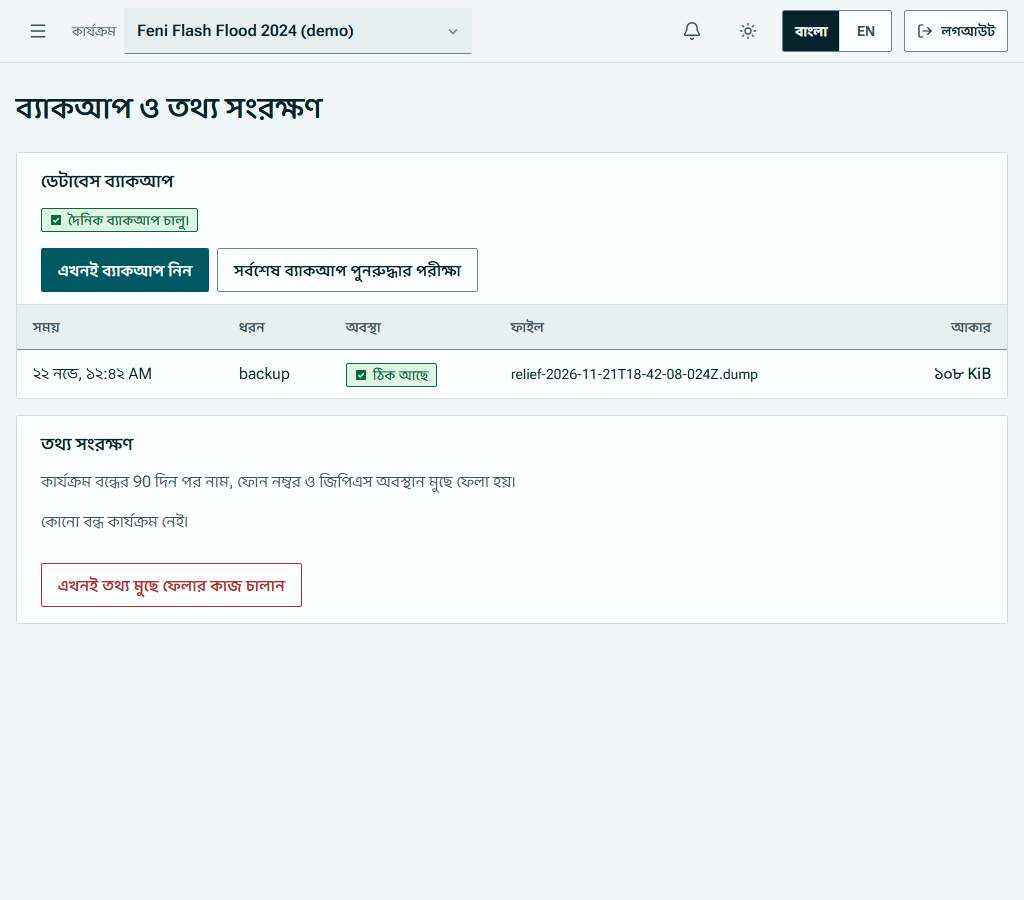 কার্যক্রম Feni Flash Flood 2024 (demo) বাংলা EN লগআউট
ব্যাকআপ ও তথ্য সংরক্ষণ
ডেটাবেস ব্যাকআপ
দৈনিক ব্যাকআপ চালু।
এখনই ব্যাকআপ নিন সর্বশেষ ব্যাকআপ পুনরুদ্ধার পরীক্ষা
সময় ধরন অবস্থা ফাইল আকার
২২ নভে, ১২:৪২ AM backup ঠিক আছে relief-2026-11-21T18-42-08-024Z.dump ১০৮ KiB
তথ্য সংরক্ষণ
কার্যক্রম বন্ধের 90 দিন পর নাম, ফোন নম্বর ও জিপিএস অবস্থান মুছে ফেলা হয়।
কোনো বন্ধ কার্যক্রম নেই।
এখনই তথ্য মুছে ফেলার কাজ চালান